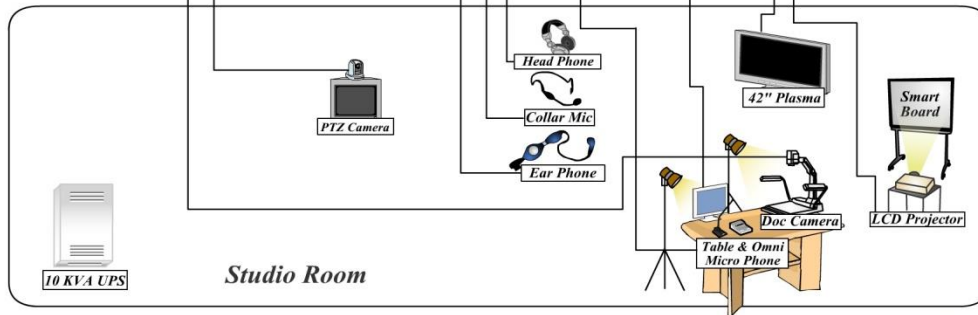 Head Phone
42" Plasma
Smart
Board
PTZ Camera
Collar Mic
Ear Phone
Doc Camera
LCD Projector
Table & Omni
Micro Phone
10 KVA UPS
Studio Room